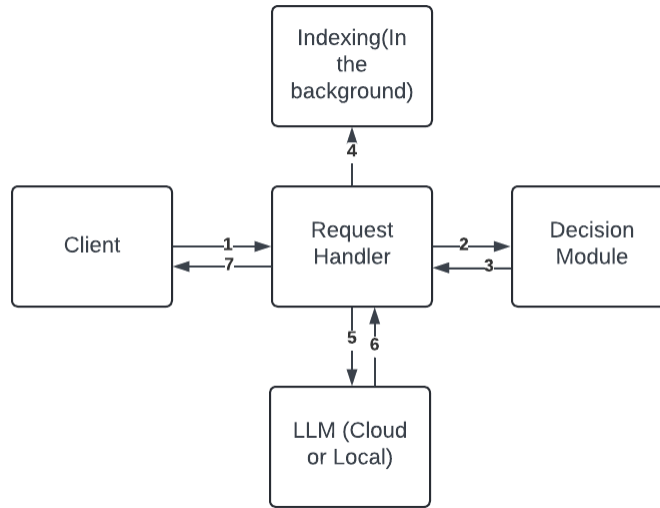 Indexing(In
the
background)
4
Client
1
7
Request
Handler
2
3
Decision
Module
5
6
LLM (Cloud
or Local)